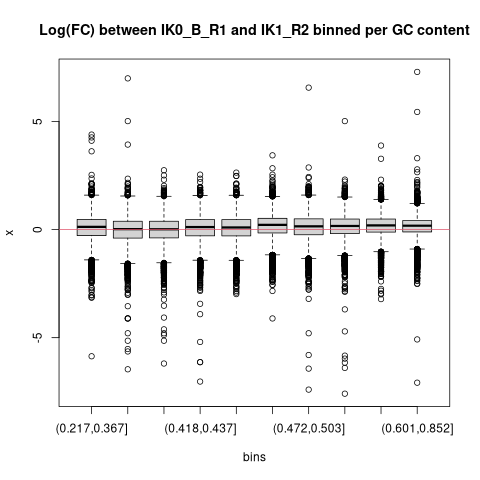 Log(FC) between IK0_B_R1 and IK1_R2 binned per GC content
5
0
-5
x
(0.217,0.367] (0.418,0.437] (0.472,0.503] (0.601,0.852]
bins